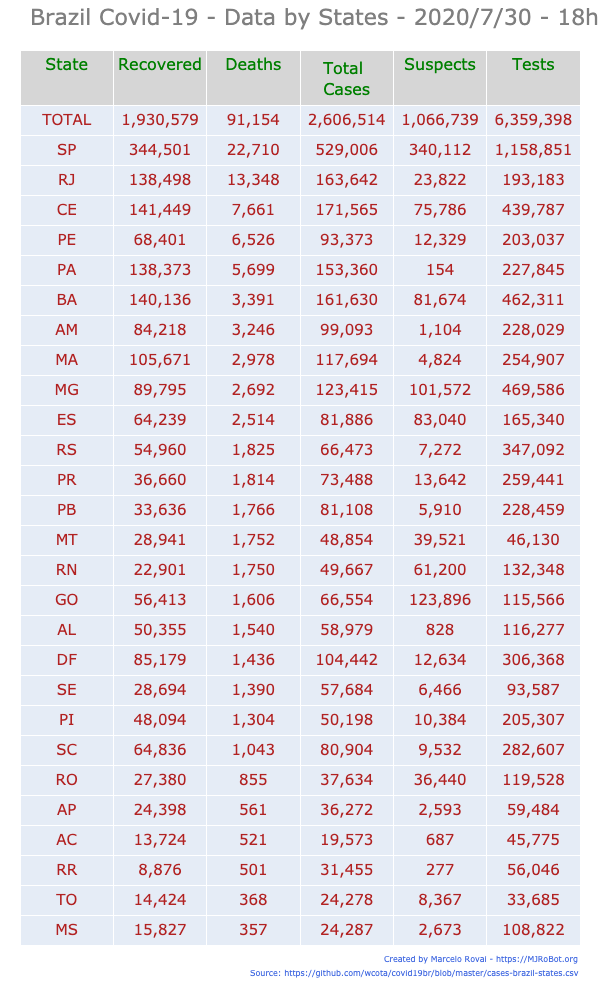 Brazil Covid-19 - Data by States - 2020/7/30 - 18h
State Recovered Deaths Total Cases Suspects Tests
TOTAL 1,930,579 91,154 2,606,514 1,066,739 6,359,398
SP 344,501 22,710 529,006 340,112 1,158,851
RJ 138,498 13,348 163,642 23,822 193,183
CE 141,449 7,661 171,565 75,786 439,787
PE 68,401 6,526 93,373 12,329 203,037
PA 138,373 5,699 153,360 154 227,845
BA 140,136 3,391 161,630 81,674 462,311
AM 84,218 3,246 99,093 1,104 228,029
MA 105,671 2,978 117,694 4,824 254,907
MG 89,795 2,692 123,415 101,572 469,586
ES 64,239 2,514 81,886 83,040 165,340
RS 54,960 1,825 66,473 7,272 347,092
PR 36,660 1,814 73,488 13,642 259,441
PB 33,636 1,766 81,108 5,910 228,459
MT 28,941 1,752 48,854 39,521 46,130
RN 22,901 1,750 49,667 61,200 132,348
GO 56,413 1,606 66,554 123,896 115,566
AL 50,355 1,540 58,979 828 116,277
DF 85,179 1,436 104,442 12,634 306,368
SE 28,694 1,390 57,684 6,466 93,587
PI 48,094 1,304 50,198 10,384 205,307
SC 64,836 1,043 80,904 9,532 282,607
RO 27,380 855 37,634 36,440 119,528
AP 24,398 561 36,272 2,593 59,484
AC 13,724 521 19,573 687 45,775
RR 8,876 501 31,455 277 56,046
TO 14,424 368 24,278 8,367 33,685
MS 15,827 357 24,287 2,673 108,822
Created by Marcelo Rovai - https://MJRoBot.org
Source: https://github.com/wcota/covid19br/blob/master/cases-brazil-states.csv